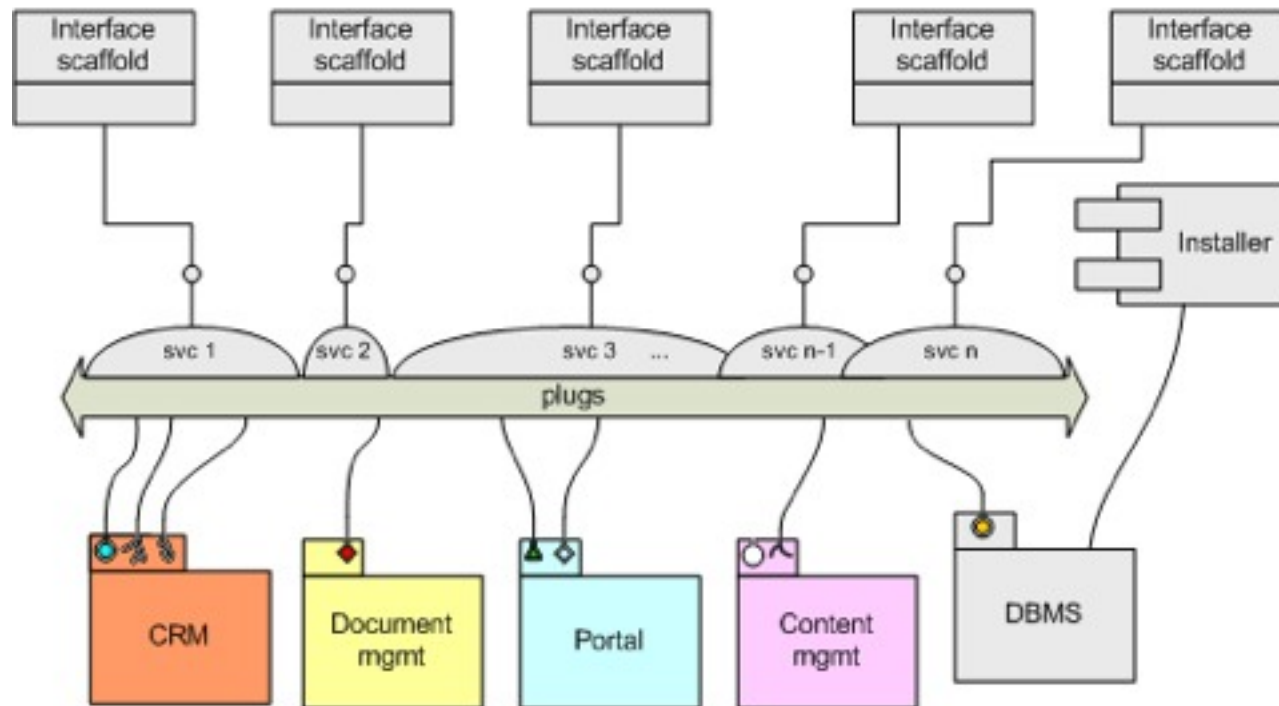 Interface
scaffold
Interface
scaffold
Interface
scaffold
Interface
scaffold
Interface
scaffold
Installer
svc 1
svc 2
svc 3 ...
svc n-1
svc n
plugs
CRM
Document
mgmt
Portal
Content
mgmt
DBMS